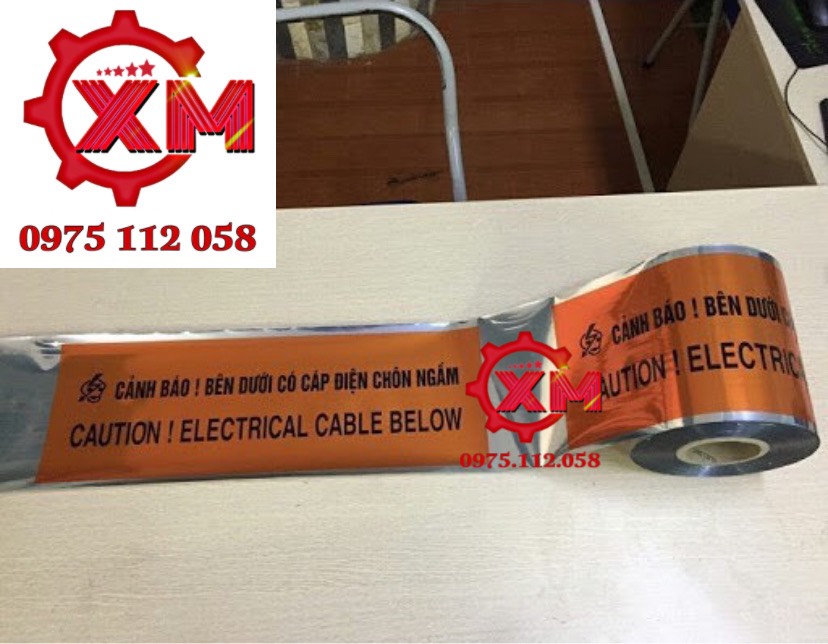 XM
0975 112 058
CẢNH BÁO ! BÊN DƯỚI CÓ CÁP ĐIỆN CHÔN NGẦM
CAUTION ! ELECTRICAL CABLE BELOW
CẢNH BÁO ! BÊN DƯỚI C
AUTION ! ELECTRIC
XM
0975.112.058